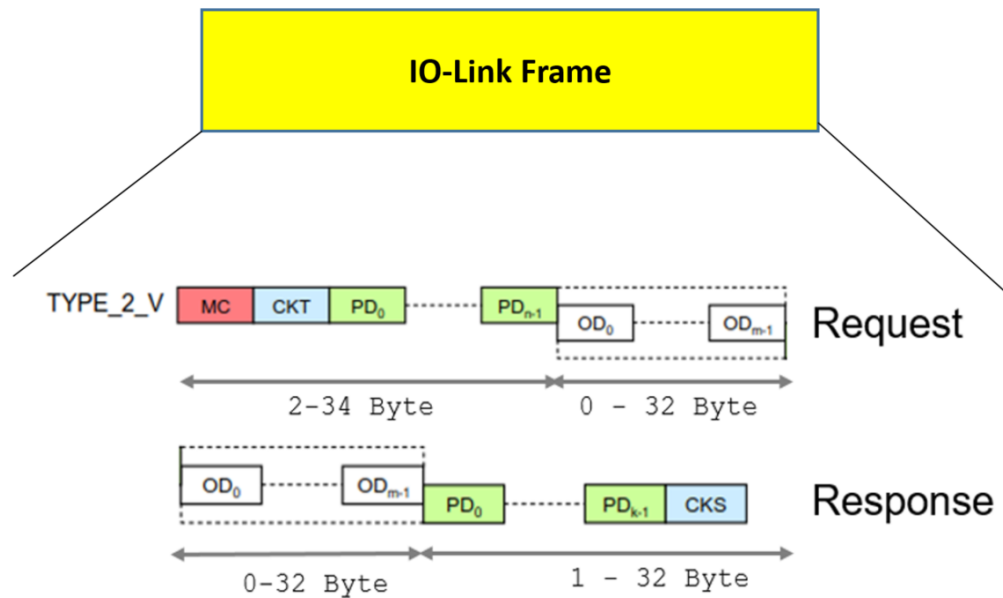 IO-Link Frame
TYPE_2_V MC CKT PD₀ PDₙ₋₁ OD₀ ODₘ₋₁ Request
2-34 Byte 0 - 32 Byte
OD₀ ODₘ₋₁ PD₀ PDₖ₋₁ CKS Response
0-32 Byte 1 - 32 Byte